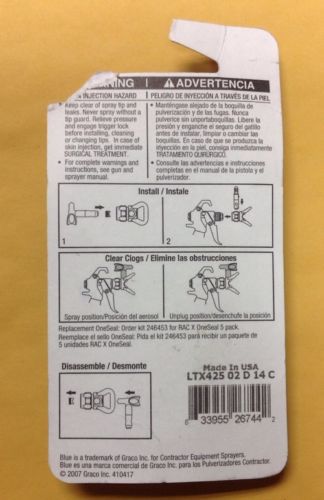 ADVERTENCIA
INJECTION HAZARD
PELIGRO DE INYECCIÓN A TRAVÉS DE LA PIEL
• Keep clear of spray tip and
leaks. Never spray without a
tip guard. Relieve pressure
and engage trigger lock
before installing, cleaning
or changing tips. In case of
skin injection, get immediate
SURGICAL TREATMENT.
• For complete warnings and
instructions, see gun and
sprayer manual.
• Manténgase alejado de la boquilla de
pulverización y de las fugas. Nunca
pulverice sin unportaboquillas. Libere la
presión y enganche el seguro del gatillo
antes de instalar, limpiar o cambiar las
boquillas. En caso de que se produzca la
inyección en la piel, consiga inmediatamente
TRATAMIENTO QUIRÚRGICO.
• Consulte las advertencias e instrucciones
completas en el manual de la pistola y el
pulverizador.
Install / Instale
1
2
Clear Clogs / Elimine las obstrucciones
Spray position/Posición del aerosol
Unplug position/desenchufe la posición
Replacement OneSeal: Order kit 246453 for RAC X OneSeal 5 pack.
Reemplace el sello OneSeal: Pida el kit 246453 para recibir un paquete de
5 unidades RAC X OneSeal.
Disassemble / Desmonte
Made In USA
LTX425 02 D 14 C
6 33955 26744 2
Blue is a trademark of Graco Inc. for Contractor Equipment Sprayers.
Blue es una marca comercial de Graco Inc. para los Pulverizadores Contractor.
© 2007 Graco Inc. 410417